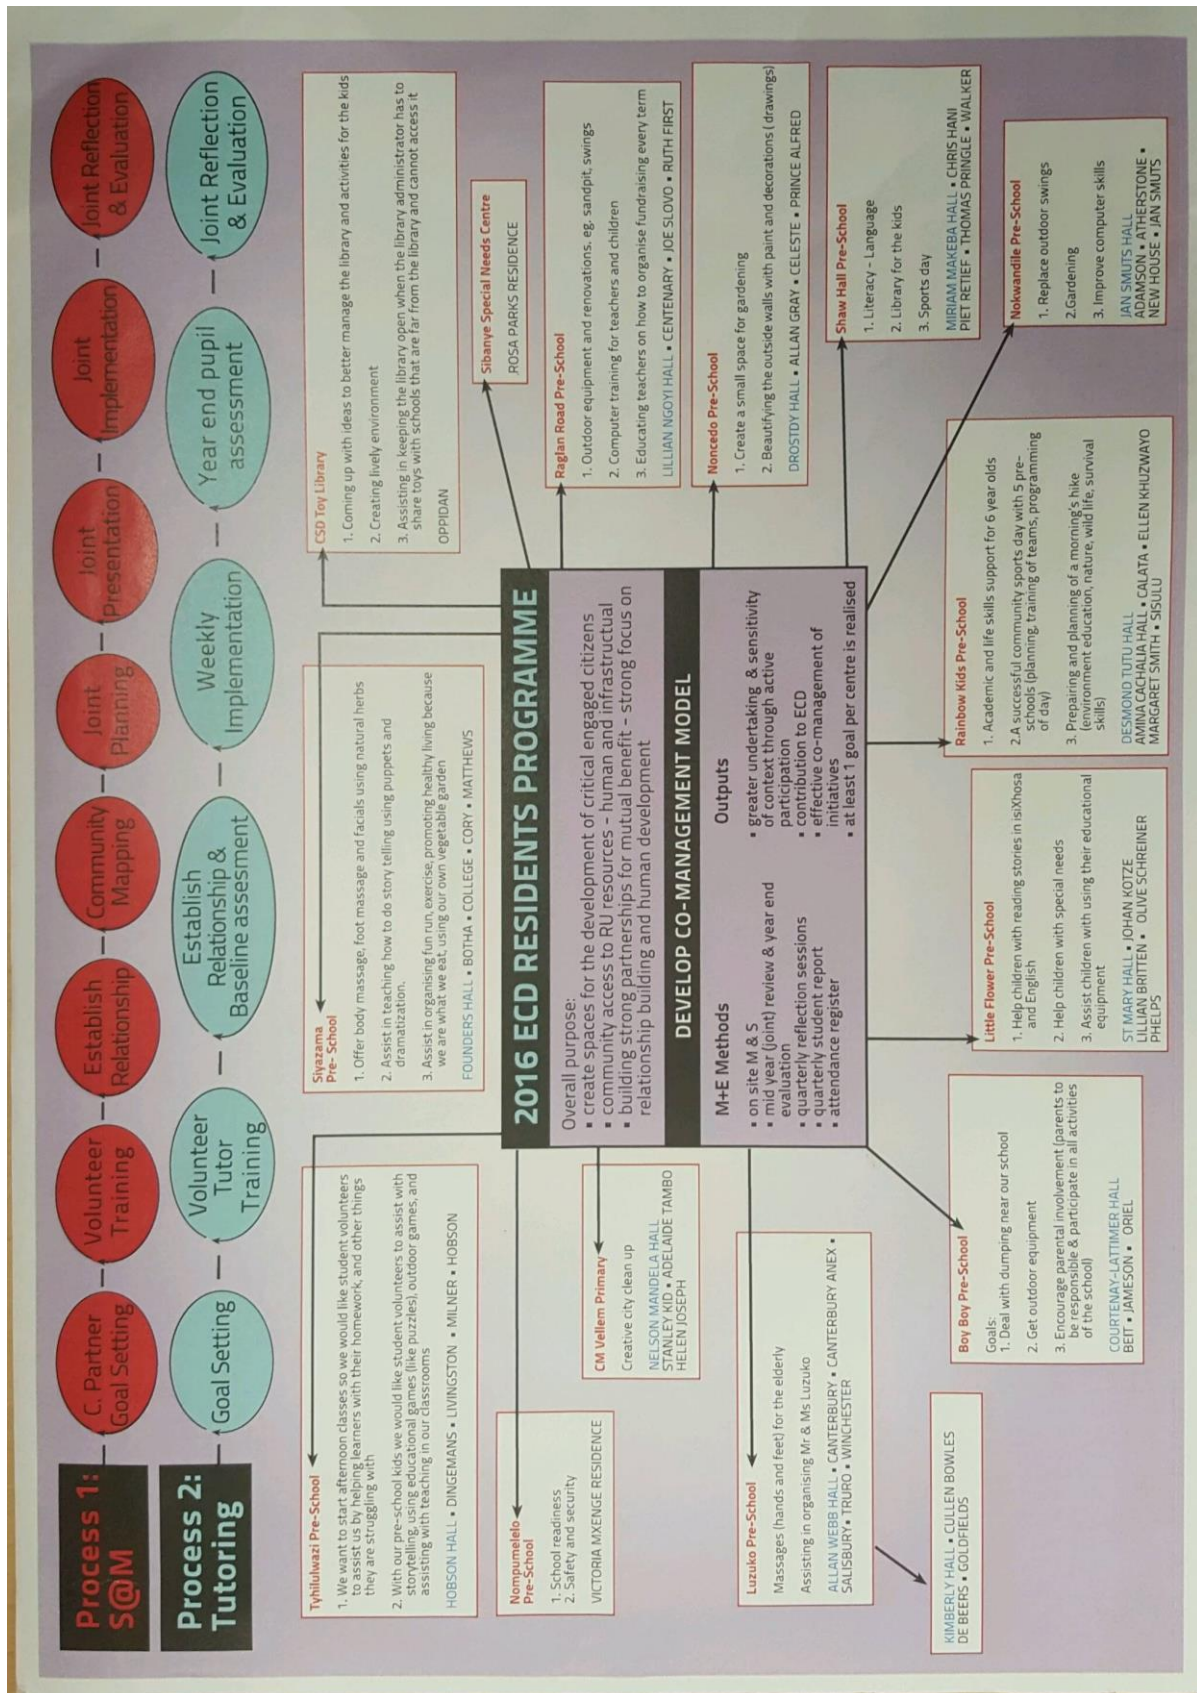 Process 1:
S@M
C. Partner
Goal Setting
Volunteer
Training
Establish
Relationship
Community
Mapping
Joint
Planning
Joint
Presentation
Joint
Implementation
Joint Reflection
& Evaluation
Process 2:
Tutoring
Goal Setting
Volunteer
Tutor
Training
Establish
Relationship &
Baseline assesment
Weekly
Implementation
Year end pupil
assessment
Joint Reflection
& Evaluation
Tyhilulwazi Pre-School
1. We want to start afternoon classes so we would like student volunteers
to assist us by helping learners with their homework, and other things
they are struggling with
2. With our pre-school kids we would like student volunteers to assist with
storytelling, using educational games (like puzzles), outdoor games, and
assisting with teaching in our classrooms
HOBSON HALL ▪ DINGEMANS ▪ LIVINGSTON ▪ MILNER ▪ HOBSON
Siyazama
Pre- School
1. Offer body massage, foot massage and facials using natural herbs
2. Assist in teaching how to do story telling using puppets and
dramatization.
3. Assist in organising fun run, exercise, promoting healthy living because
we are what we eat, using our own vegetable garden
FOUNDERS HALL ▪ BOTHA ▪ COLLEGE ▪ CORY ▪ MATTHEWS
CSD Toy Library
1. Coming up with ideas to better manage the library and activities for the kids
2. Creating lively environment
3. Assisting in keeping the library open when the library administrator has to
share toys with schools that are far from the library and cannot access it
OPPIDAN
Nompumelelo
Pre-School
1. School readiness
2. Safety and security
VICTORIA MXENGE RESIDENCE
CM Vellem Primary
Creative city clean up
NELSON MANDELA HALL
STANLEY KID ▪ ADELAIDE TAMBO
HELEN JOSEPH
2016 ECD RESIDENTS PROGRAMME
Overall purpose:
▪ create spaces for the development of critical engaged citizens
▪ community access to RU resources – human and infrastructual
▪ building strong partnerships for mutual benefit – strong focus on
relationship building and human development
DEVELOP CO-MANAGEMENT MODEL
M+E Methods
▪ on site M & S
▪ mid year (joint) review & year end
evaluation
▪ quarterly reflection sessions
▪ quarterly student report
▪ attendance register
Outputs
▪ greater undertaking & sensitivity
of context through active
participation
▪ contribution to ECD
▪ effective co-management of
initiatives
▪ at least 1 goal per centre is realised
Sibanye Special Needs Centre
ROSA PARKS RESIDENCE
Raglan Road Pre-School
1. Outdoor equipment and renovations. eg. sandpit, swings
2. Computer training for teachers and children
3. Educating teachers on how to organise fundraising every term
LILLIAN NGOYI HALL ▪ CENTENARY ▪ JOE SLOVO ▪ RUTH FIRST
Noncedo Pre-School
1. Create a small space for gardening
2. Beautifying the outside walls with paint and decorations ( drawings)
DROSTDY HALL ▪ ALLAN GRAY ▪ CELESTE ▪ PRINCE ALFRED
Luzuko Pre-School
Massages (hands and feet) for the elderly
Assisting in organising Mr & Ms Luzuko
ALLAN WEBB HALL ▪ CANTERBURY ▪ CANTERBURY ANEX ▪
SALISBURY ▪ TRURO ▪ WINCHESTER
Shaw Hall Pre-School
1. Literacy – Language
2. Library for the kids
3. Sports day
MIRIAM MAKEBA HALL ▪ CHRIS HANI
PIET RETIEF ▪ THOMAS PRINGLE ▪ WALKER
KIMBERLY HALL ▪ CULLEN BOWLES
DE BEERS ▪ GOLDFIELDS
Boy Boy Pre-School
Goals:
1. Deal with dumping near our school
2. Get outdoor equipment
3. Encourage parental involvement (parents to
be responsible & participate in all activities
of the school)
COURTENAY-LATTIMER HALL
BEIT ▪ JAMESON ▪ ORIEL
Little Flower Pre-School
1. Help children with reading stories in isiXhosa
and English
2. Help children with special needs
3. Assist children with using their educational
equipment
ST MARY HALL ▪ JOHAN KOTZE
LILLIAN BRITTEN ▪ OLIVE SCHREINER
PHELPS
Rainbow Kids Pre-School
1. Academic and life skills support for 6 year olds
2.A successful community sports day with 5 pre-
schools (planning, training of teams, programming
of day)
3. Preparing and planning of a morning's hike
(environment education, nature, wild life, survival
skills)
DESMOND TUTU HALL
AMINA CACHALIA HALL ▪ CALATA ▪ ELLEN KHUZWAYO
MARGARET SMITH ▪ SISULU
Nokwandile Pre-School
1. Replace outdoor swings
2.Gardening
3. Improve computer skills
JAN SMUTS HALL
ADAMSON ▪ ATHERSTONE ▪
NEW HOUSE ▪ JAN SMUTS